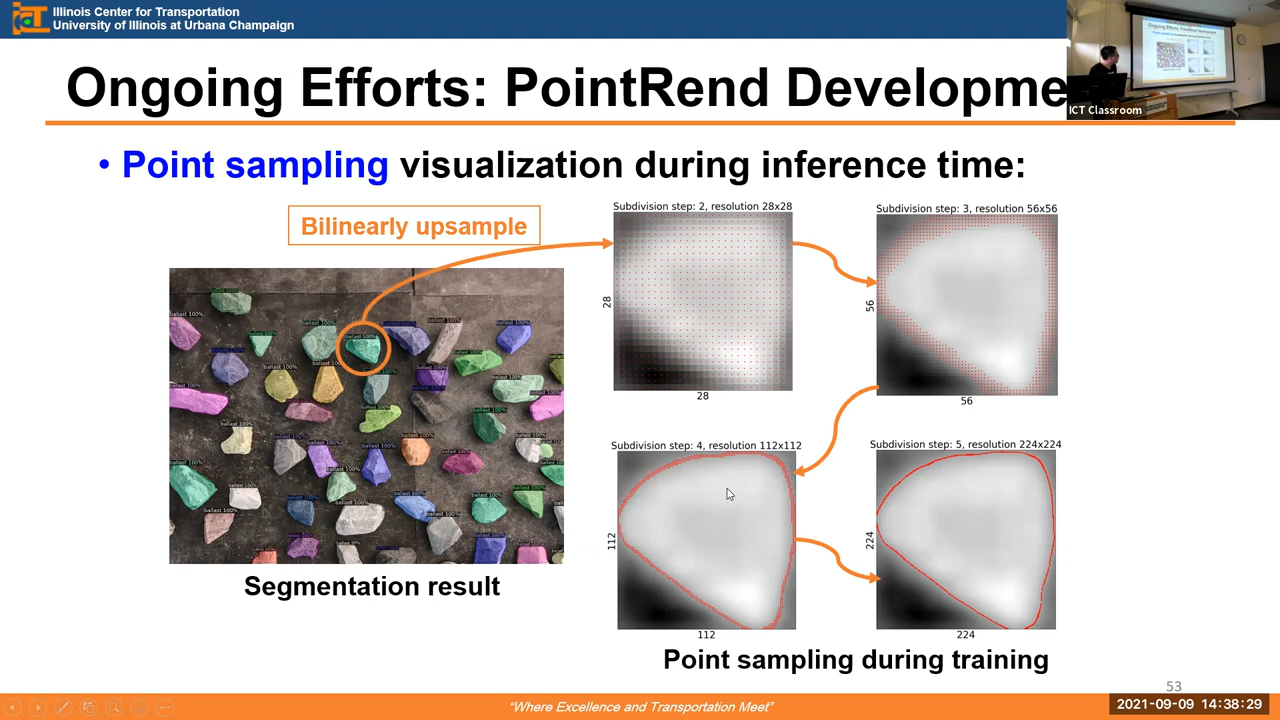 Illinois Center for Transportation
University of Illinois at Urbana Champaign
Ongoing Efforts: PointRend Developme
ICT Classroom
• Point sampling visualization during inference time:
Bilinearly upsample
Subdivision step: 2, resolution 28x28
28
28
Subdivision step: 3, resolution 56x56
56
56
Subdivision step: 4, resolution 112x112
112
112
Subdivision step: 5, resolution 224x224
224
224
ballast 100%
Segmentation result
Point sampling during training
53
"Where Excellence and Transportation Meet"
2021-09-09 14:38:29